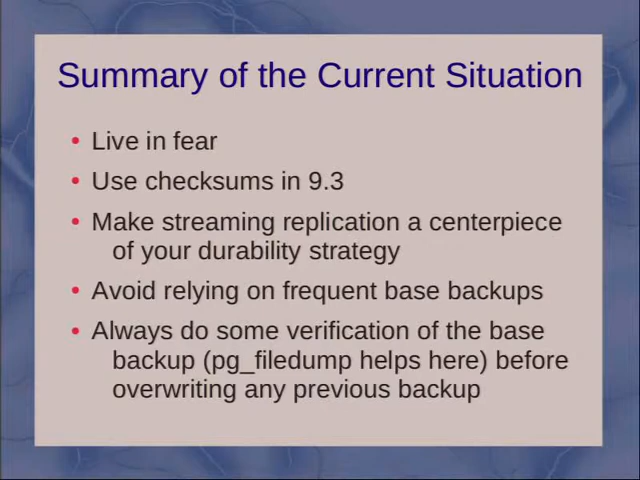 Summary of the Current Situation
• Live in fear
• Use checksums in 9.3
• Make streaming replication a centerpiece
of your durability strategy
• Avoid relying on frequent base backups
• Always do some verification of the base
backup (pg_filedump helps here) before
overwriting any previous backup